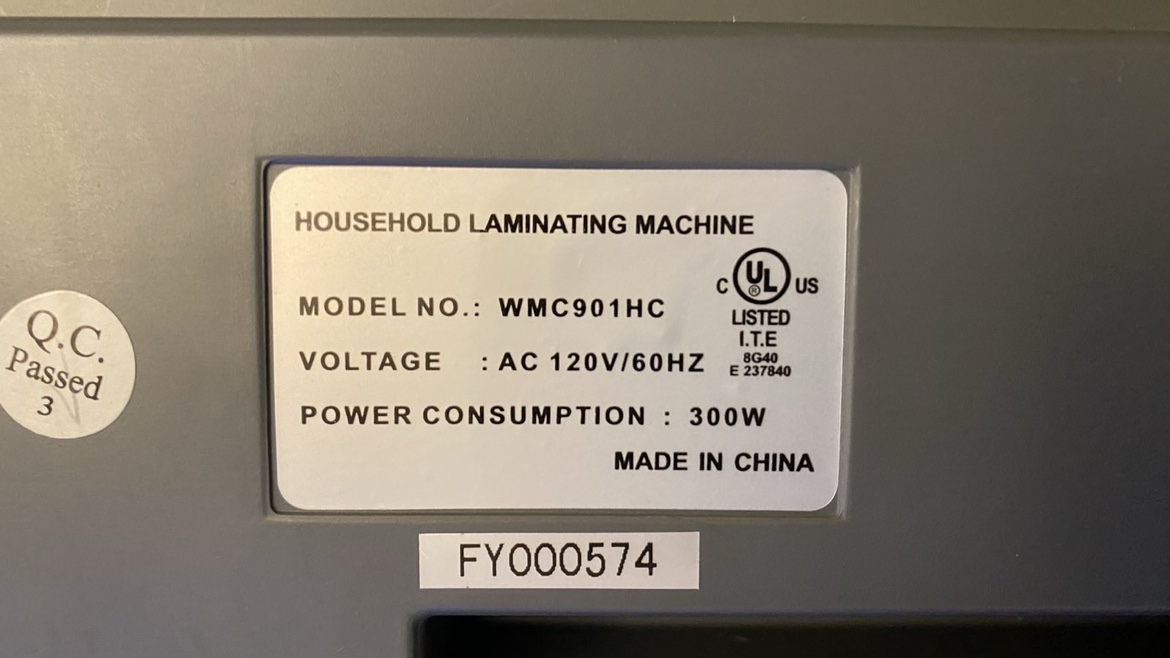 HOUSEHOLD LAMINATING MACHINE
C UL ® US
LISTED
I.T.E
8G40
E 237840
MODEL NO.: WMC901HC
VOLTAGE : AC 120V/60HZ
POWER CONSUMPTION : 300W
MADE IN CHINA
Q.C.
Passed
3
FY000574